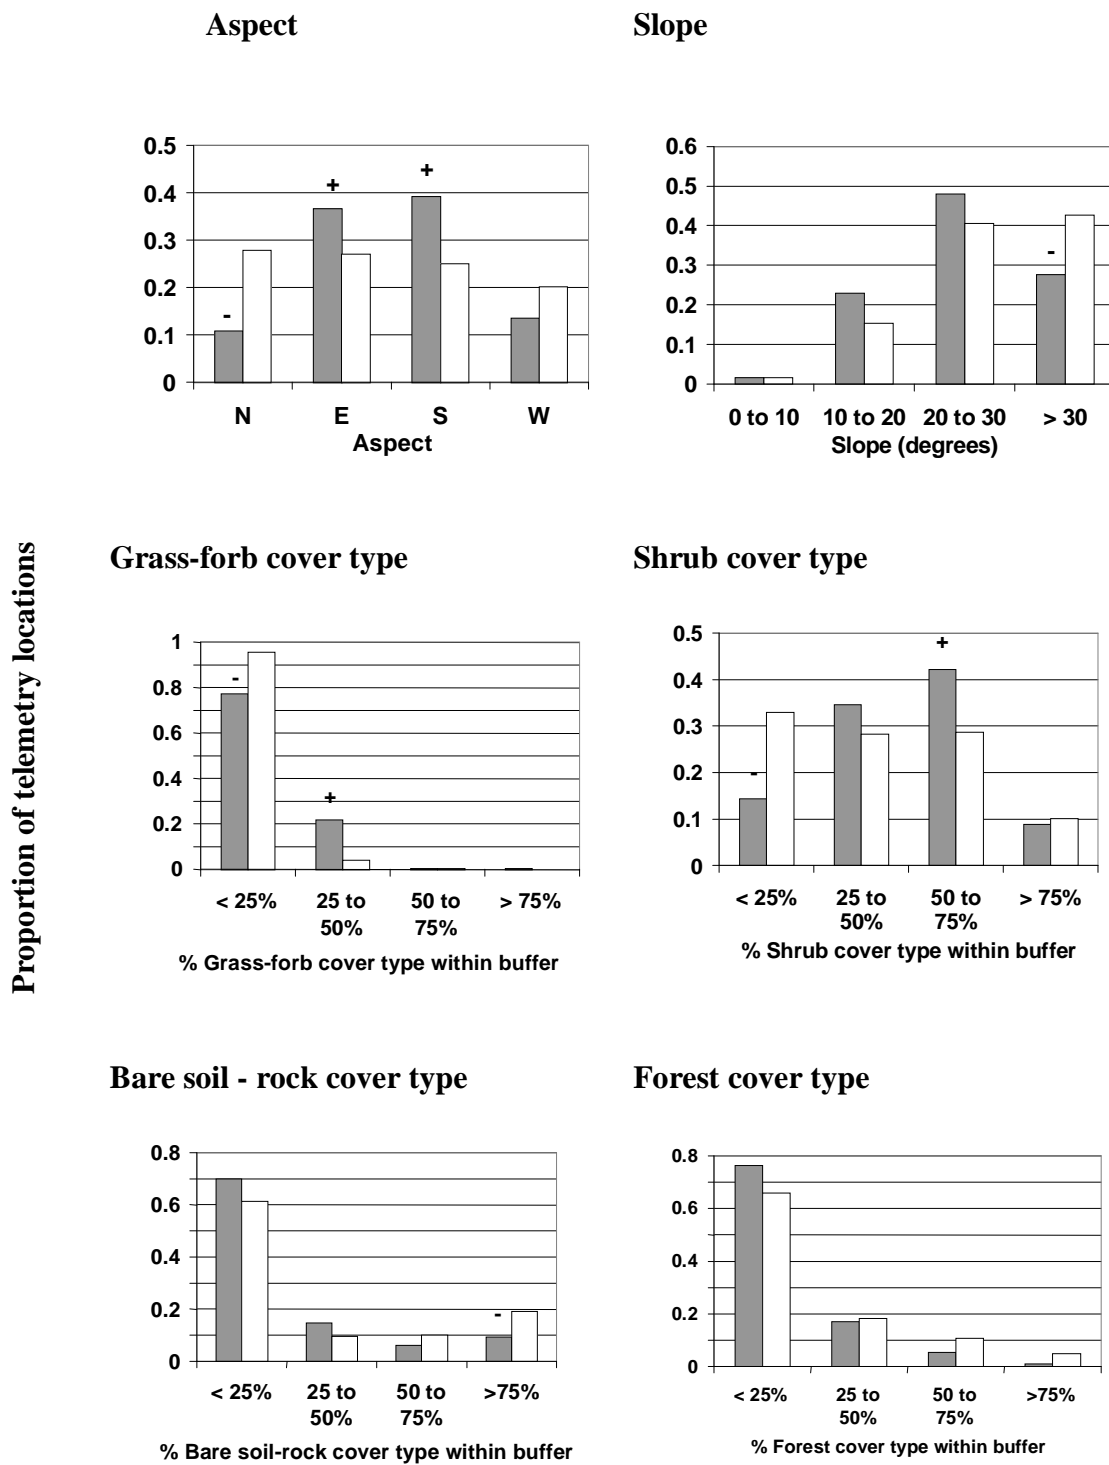 Aspect
Slope
0.5
0.4
0.3
0.2
0.1
0
+
+
-
N E S W
Aspect
0.6
0.5
0.4
0.3
0.2
0.1
0
-
0 to 10 10 to 20 20 to 30 > 30
Slope (degrees)
Proportion of telemetry locations
Grass-forb cover type
Shrub cover type
1
0.8
0.6
0.4
0.2
0
-
+
< 25% 25 to 50 to > 75%
50% 75%
% Grass-forb cover type within buffer
0.5
0.4
0.3
0.2
0.1
0
+
-
< 25% 25 to 50 to > 75%
50% 75%
% Shrub cover type within buffer
Bare soil - rock cover type
Forest cover type
0.8
0.6
0.4
0.2
0
-
< 25% 25 to 50 to >75%
50% 75%
% Bare soil-rock cover type within buffer
0.8
0.6
0.4
0.2
0
< 25% 25 to 50 to >75%
50% 75%
% Forest cover type within buffer